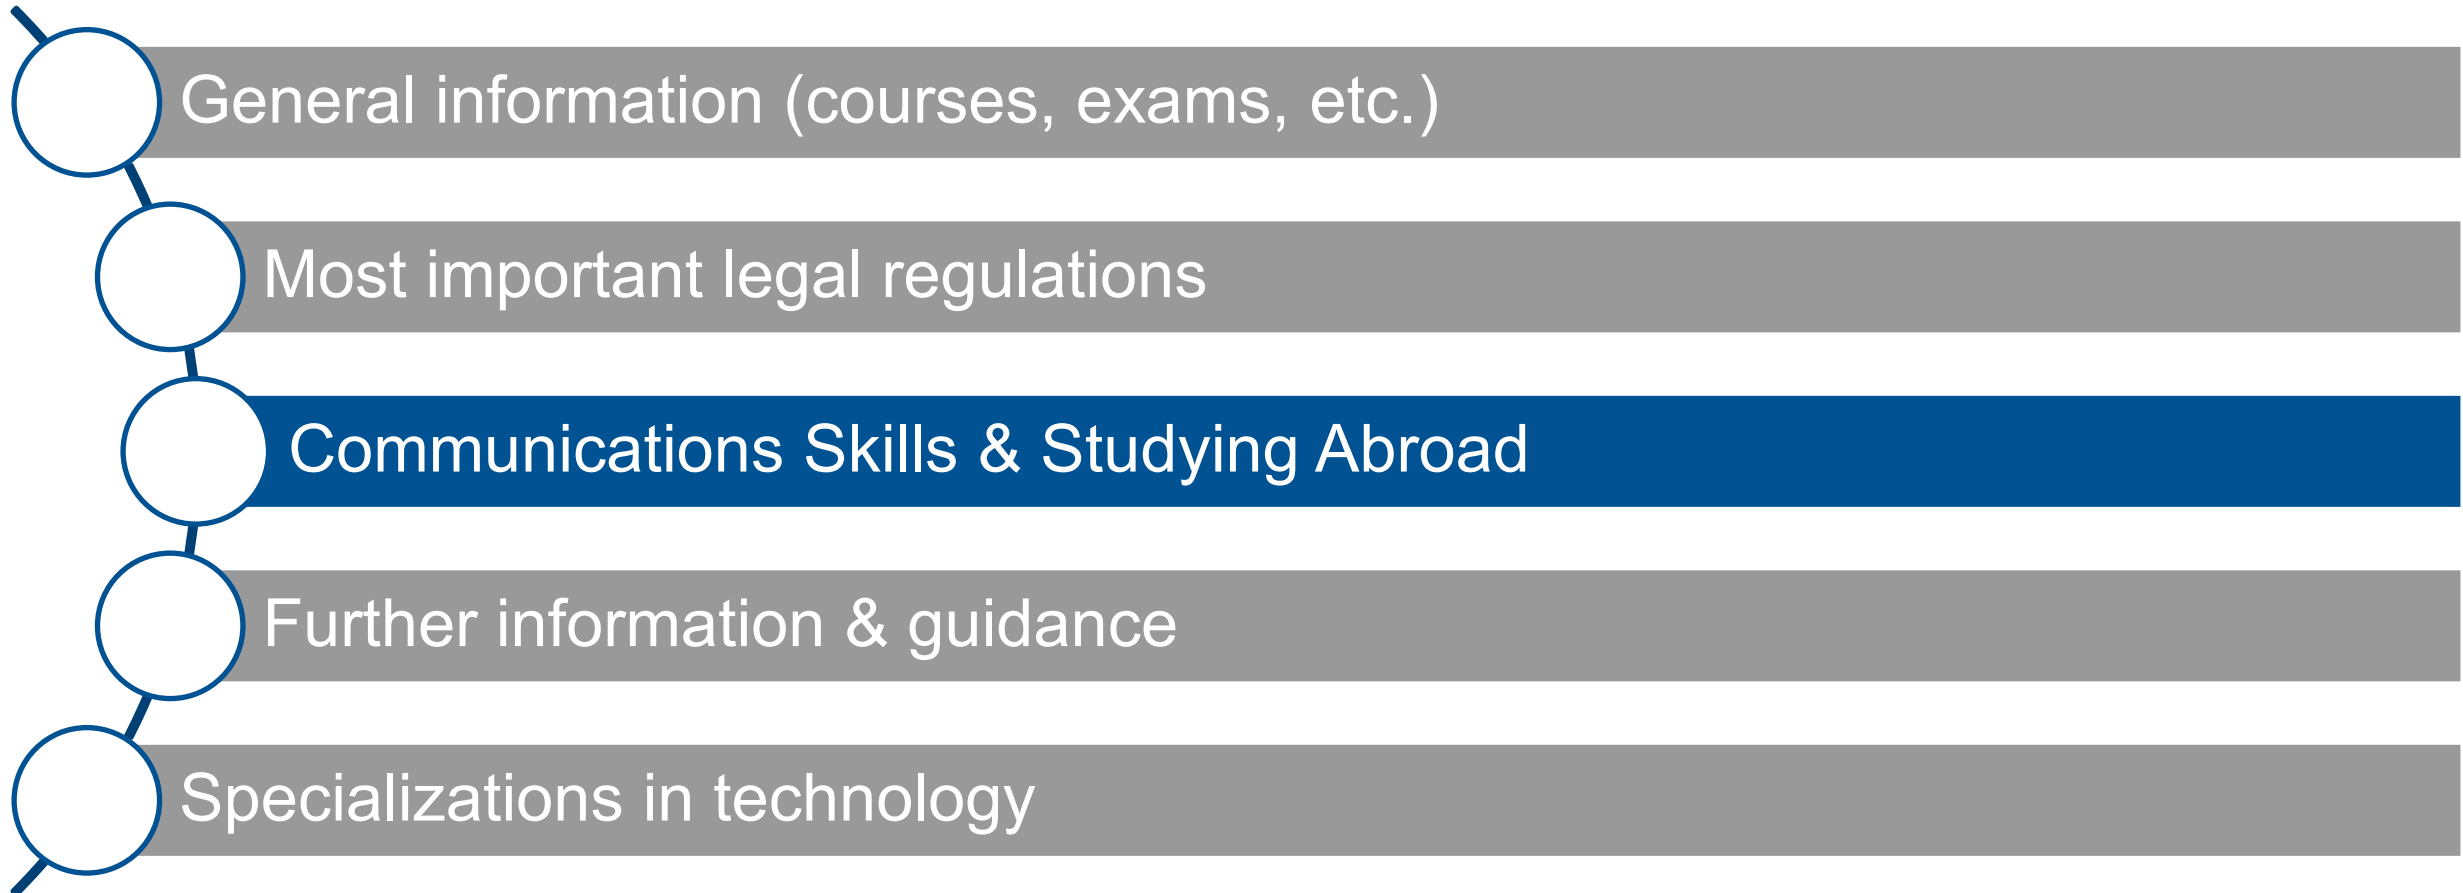 General information (courses, exams, etc.)
Most important legal regulations
Communications Skills & Studying Abroad
Further information & guidance
Specializations in technology